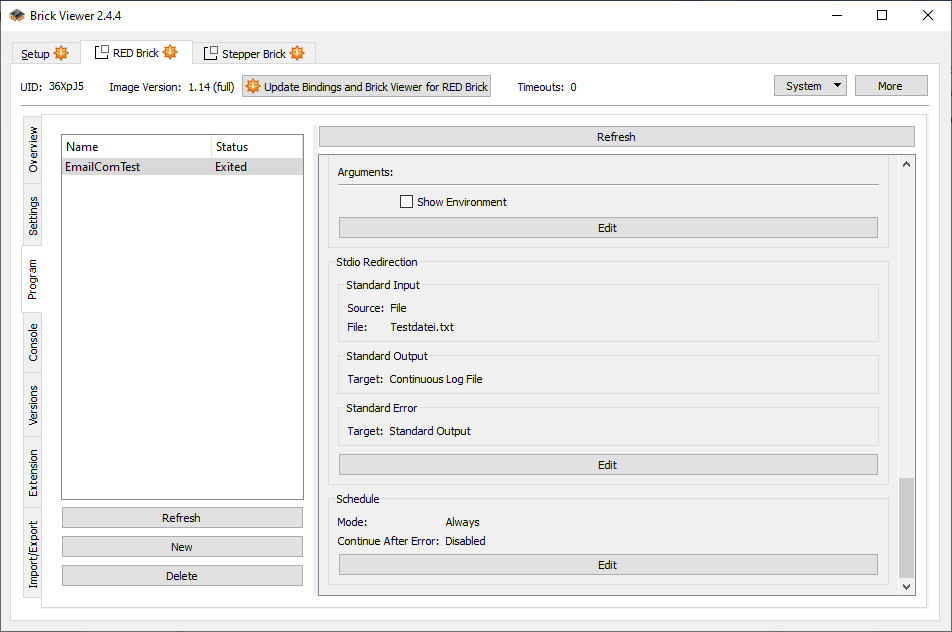 Brick Viewer 2.4.4
Setup
RED Brick
Stepper Brick
UID: 36XpJ5
Image Version: 1.14 (full)
Update Bindings and Brick Viewer for RED Brick
Timeouts: 0
System
More
Overview
Settings
Program
Console
Versions
Extension
Import/Export
Name Status
EmailComTest Exited
Refresh
New
Delete
Refresh
Arguments:
Show Environment
Edit
Stdio Redirection
Standard Input
Source: File
File: Testdatei.txt
Standard Output
Target: Continuous Log File
Standard Error
Target: Standard Output
Edit
Schedule
Mode: Always
Continue After Error: Disabled
Edit